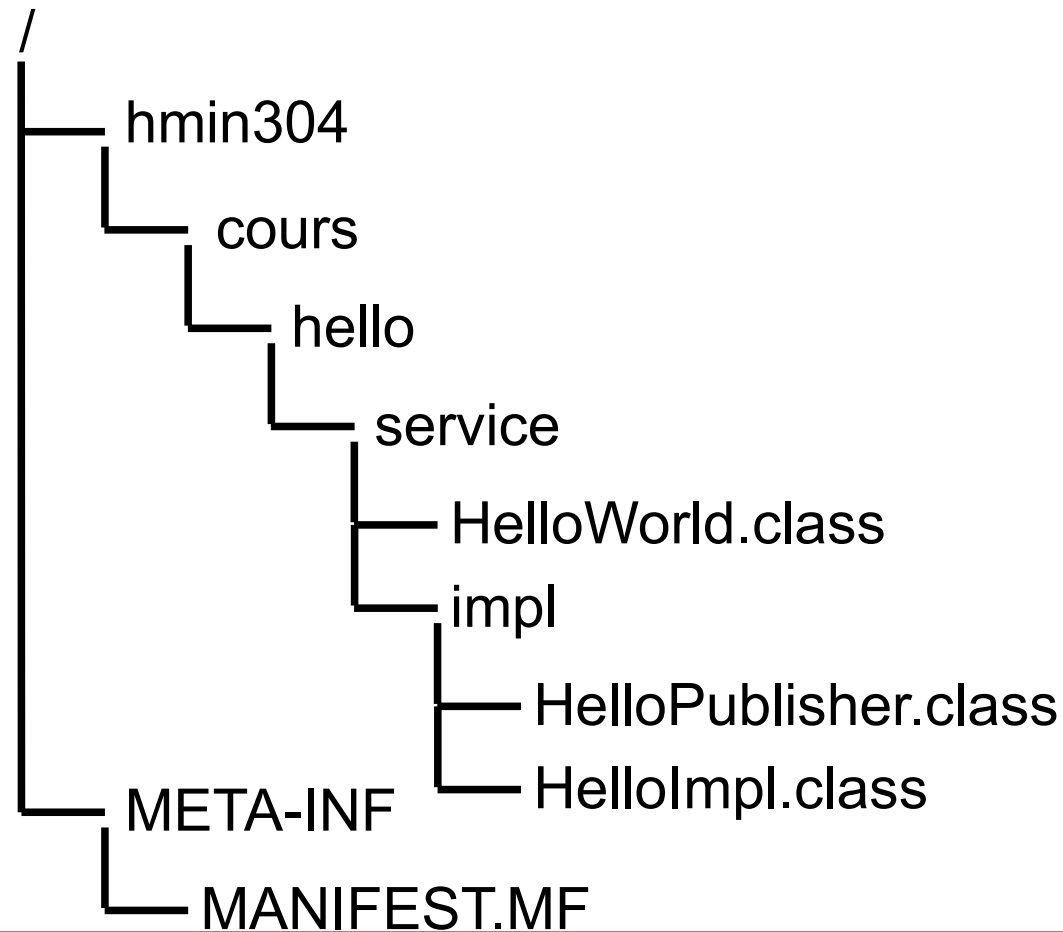 /
hmin304
cours
hello
service
HelloWorld.class
impl
HelloPublisher.class
HelloImpl.class
META-INF
MANIFEST.MF